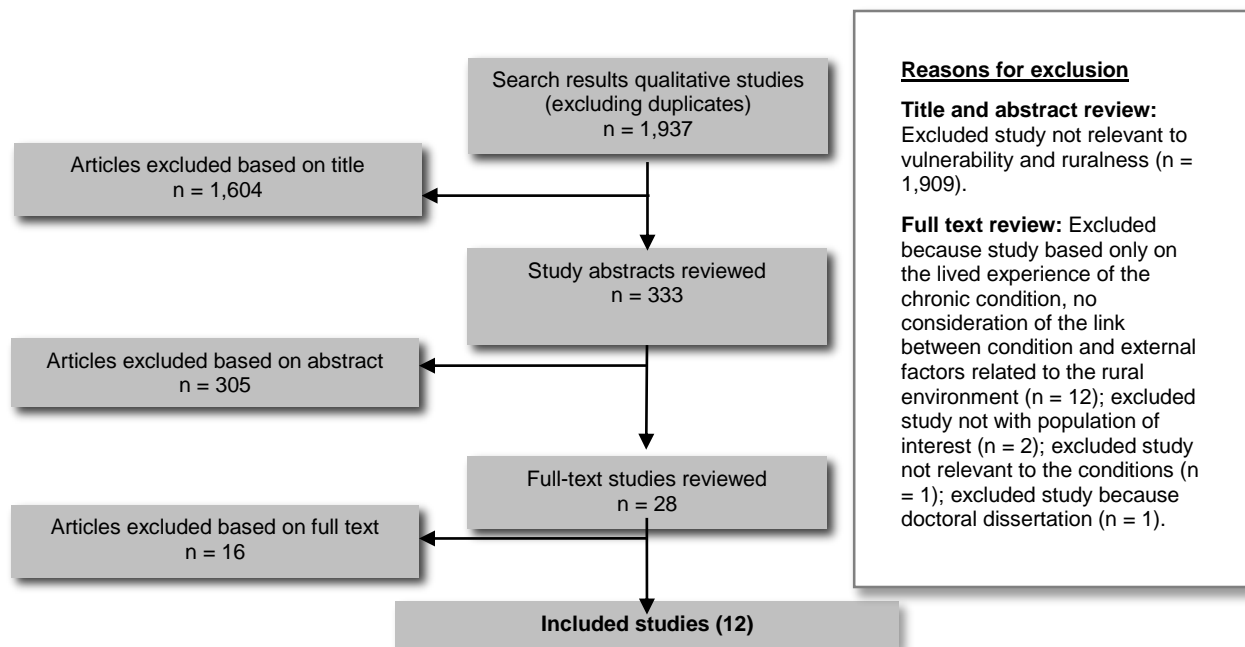 Search results qualitative studies
(excluding duplicates)
n = 1,937
Articles excluded based on title
n = 1,604
Study abstracts reviewed
n = 333
Articles excluded based on abstract
n = 305
Full-text studies reviewed
n = 28
Articles excluded based on full text
n = 16
Included studies (12)
Reasons for exclusion
Title and abstract review:
Excluded study not relevant to
vulnerability and ruralness (n =
1,909).
Full text review: Excluded
because study based only on
the lived experience of the
chronic condition, no
consideration of the link
between condition and external
factors related to the rural
environment (n = 12); excluded
study not with population of
interest (n = 2); excluded study
not relevant to the conditions (n
= 1); excluded study because
doctoral dissertation (n = 1).